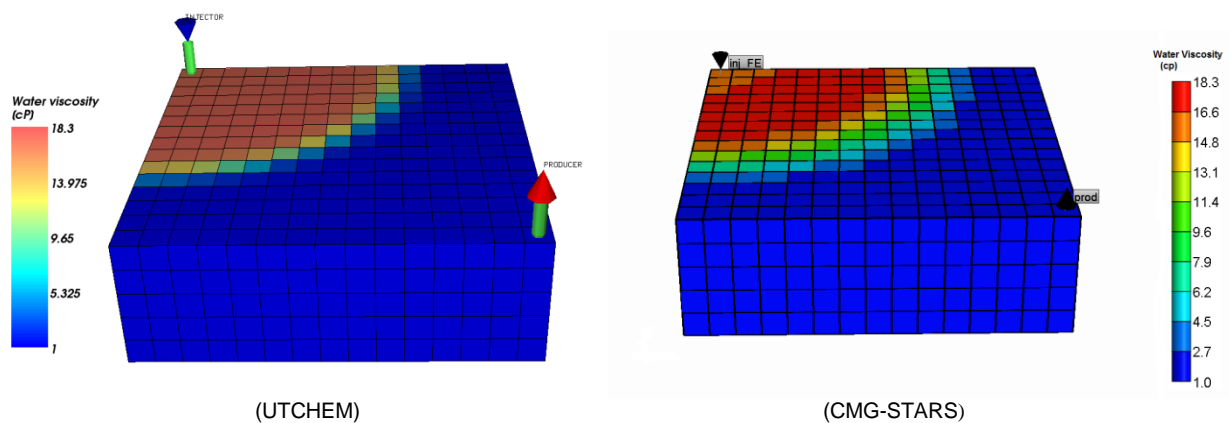 INJECTOR
Water viscosity
(cP)
18.3
13.975
9.65
5.325
1
PRODUCER
(UTCHEM)
inj_FE
prod
Water Viscosity
(cp)
18.3
16.6
14.8
13.1
11.4
9.6
7.9
6.2
4.5
2.7
1.0
(CMG-STARS)